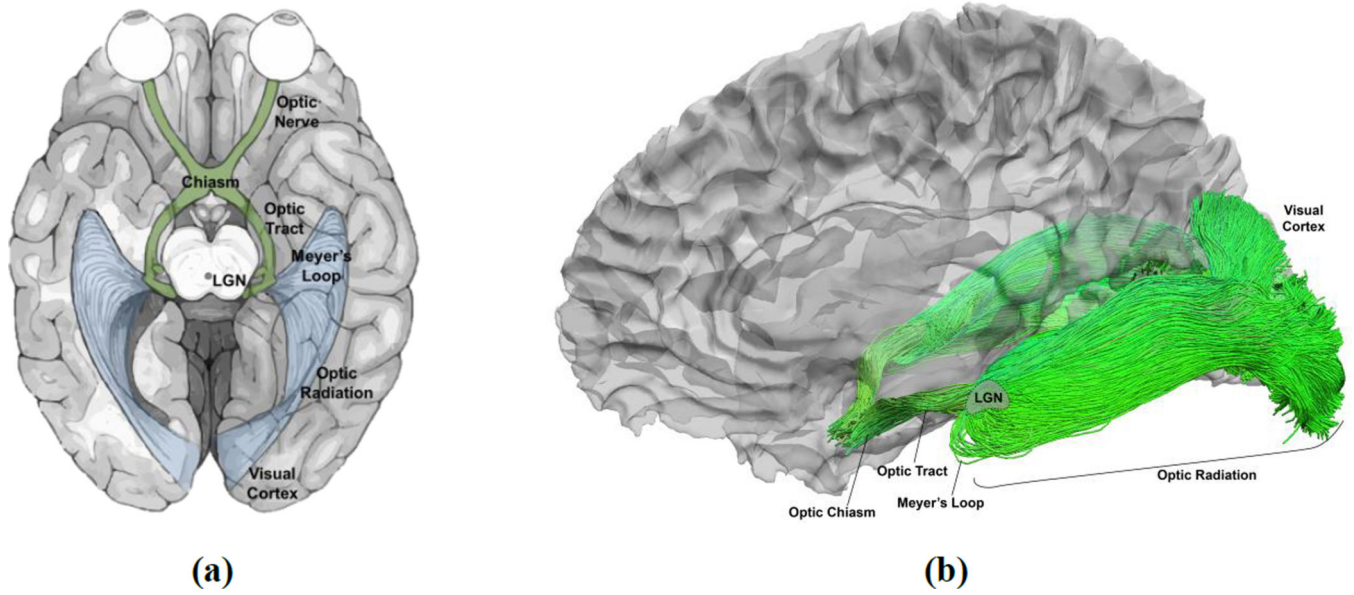 Optic
Nerve
Chiasm
Optic
Tract
Meyer's
Loop
LGN
Optic
Radiation
Visual
Cortex
(a)
Visual
Cortex
LGN
Optic Tract
Optic Radiation
Meyer's Loop
Optic Chiasm
(b)